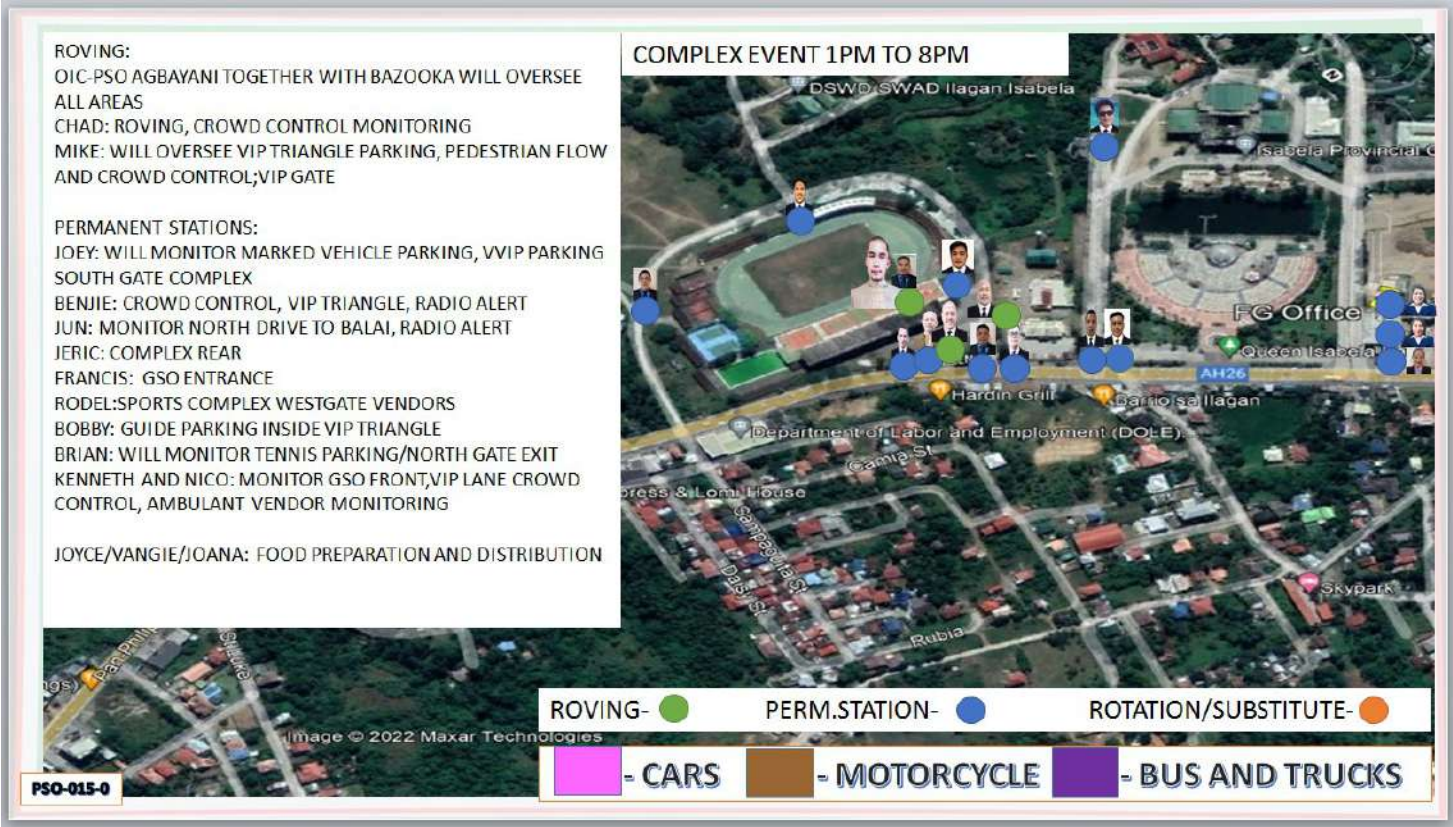 ROVING:
OIC-PSO AGBAYANI TOGETHER WITH BAZOOKA WILL OVERSEE
ALL AREAS
CHAD: ROVING, CROWD CONTROL MONITORING
MIKE: WILL OVERSEE VIP TRIANGLE PARKING, PEDESTRIAN FLOW
AND CROWD CONTROL;VIP GATE
PERMANENT STATIONS:
JOEY: WILL MONITOR MARKED VEHICLE PARKING, VVIP PARKING
SOUTH GATE COMPLEX
BENJIE: CROWD CONTROL, VIP TRIANGLE, RADIO ALERT
JUN: MONITOR NORTH DRIVE TO BALAI, RADIO ALERT
JERIC: COMPLEX REAR
FRANCIS: GSO ENTRANCE
RODEL:SPORTS COMPLEX WESTGATE VENDORS
BOBBY: GUIDE PARKING INSIDE VIP TRIANGLE
BRIAN: WILL MONITOR TENNIS PARKING/NORTH GATE EXIT
KENNETH AND NICO: MONITOR GSO FRONT,VIP LANE CROWD
CONTROL, AMBULANT VENDOR MONITORING
JOYCE/VANGIE/JOANA: FOOD PREPARATION AND DISTRIBUTION
COMPLEX EVENT 1PM TO 8PM
DSWD SWAD Ilagan Isabela
Isabela Provincial
FG Office
Queen Isabela
AH26
Hardin Grill
Barrio sa Ilagan
Department of Labor and Employment (DOLE)
Camia St
press & Lomi House
Sampaguita St
Daisy St
Skypark
Rubia
Image © 2022 Maxar Technologies
ROVING-
PERM.STATION-
ROTATION/SUBSTITUTE-
- CARS
- MOTORCYCLE
- BUS AND TRUCKS
PSO-015-0